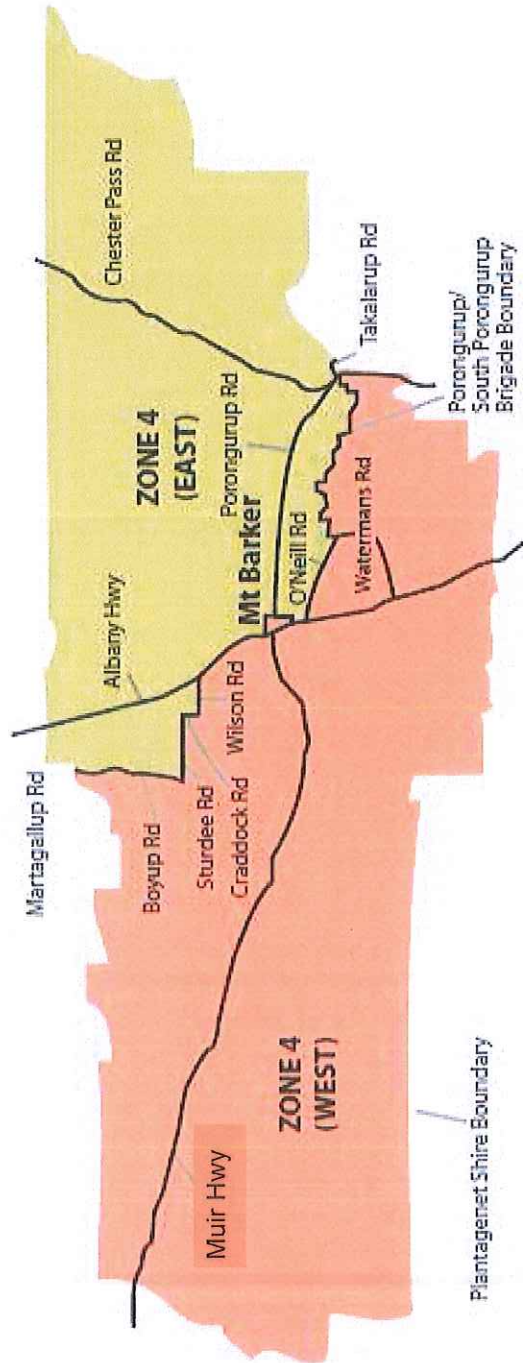 Martagallup Rd
Albany Hwy
Chester Pass Rd
ZONE 4
(EAST)
Boyup Rd
Sturdee Rd
Craddock Rd
Wilson Rd
Mt Barker
Porongurup Rd
O'Neill Rd
Takalarup Rd
Watermans Rd
Porongurup/
South Porongurup
Brigade Boundary
Muir Hwy
ZONE 4
(WEST)
Plantagenet Shire Boundary